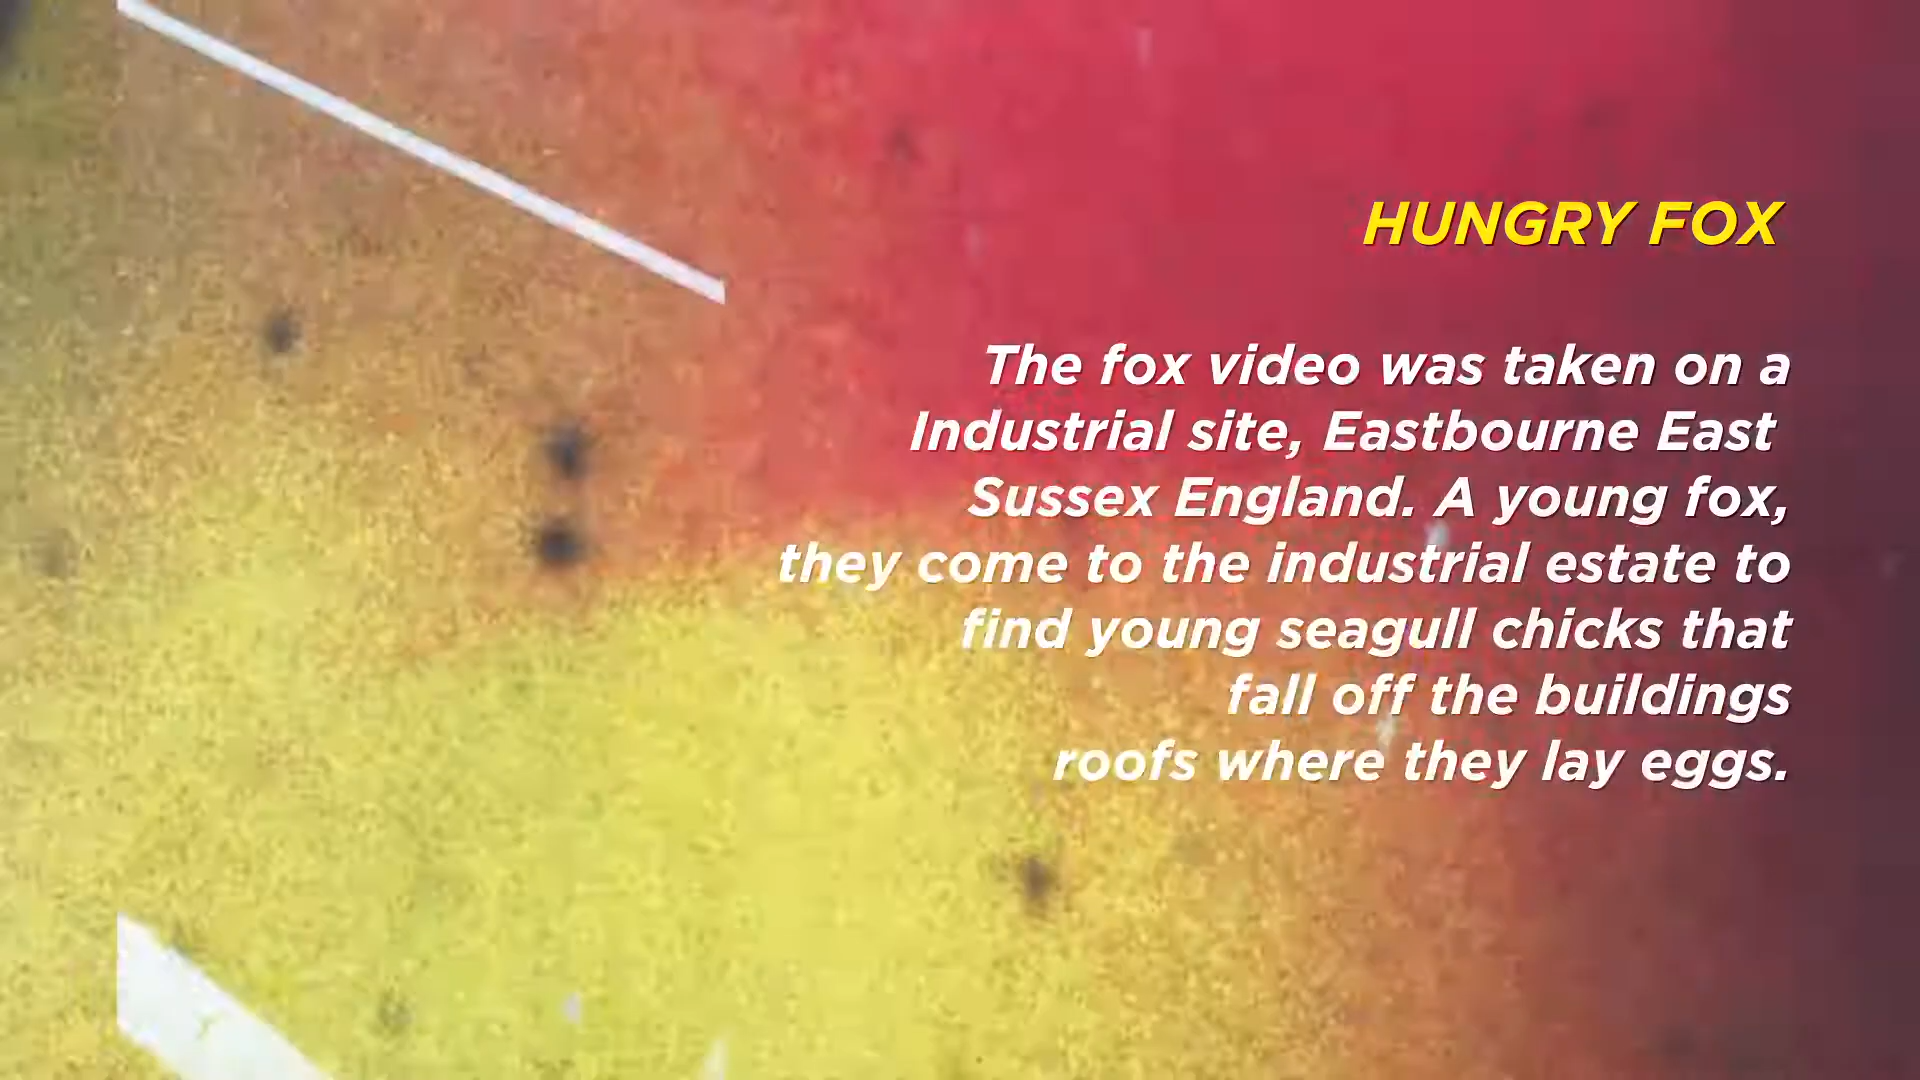 HUNGRY FOX
The fox video was taken on a
Industrial site, Eastbourne East
Sussex England. A young fox,
they come to the industrial estate to
find young seagull chicks that
fall off the buildings
roofs where they lay eggs.